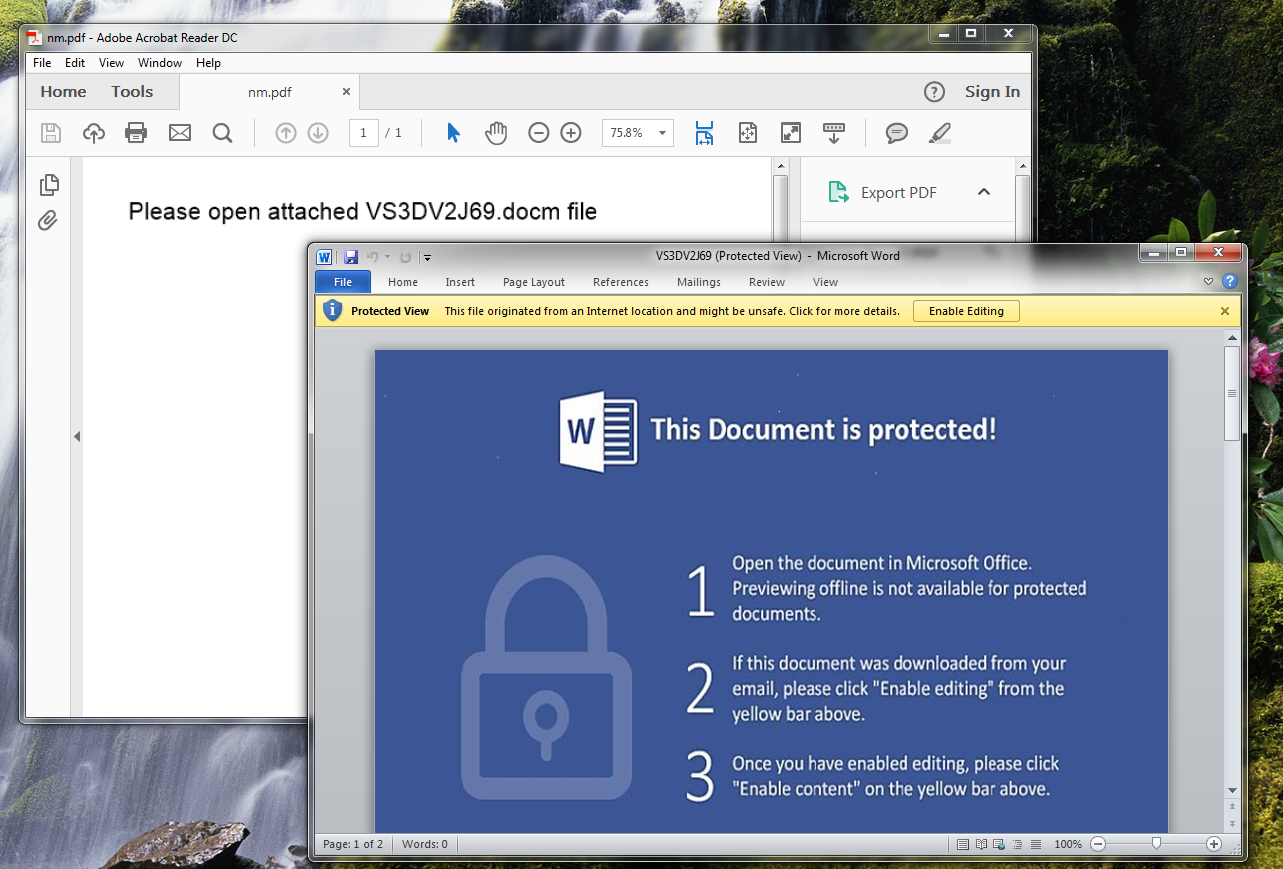 nm.pdf - Adobe Acrobat Reader DC
File Edit View Window Help
Home Tools nm.pdf × ? Sign In
1 / 1 75.8%
Export PDF
Please open attached VS3DV2J69.docm file
W VS3DV2J69 (Protected View) - Microsoft Word
File Home Insert Page Layout References Mailings Review View ?
Protected View This file originated from an Internet location and might be unsafe. Click for more details. Enable Editing
W This Document is protected!
1 Open the document in Microsoft Office.
Previewing offline is not available for protected
documents.
2 If this document was downloaded from your
email, please click "Enable editing" from the
yellow bar above.
3 Once you have enabled editing, please click
"Enable content" on the yellow bar above.
Page: 1 of 2 Words: 0 100%